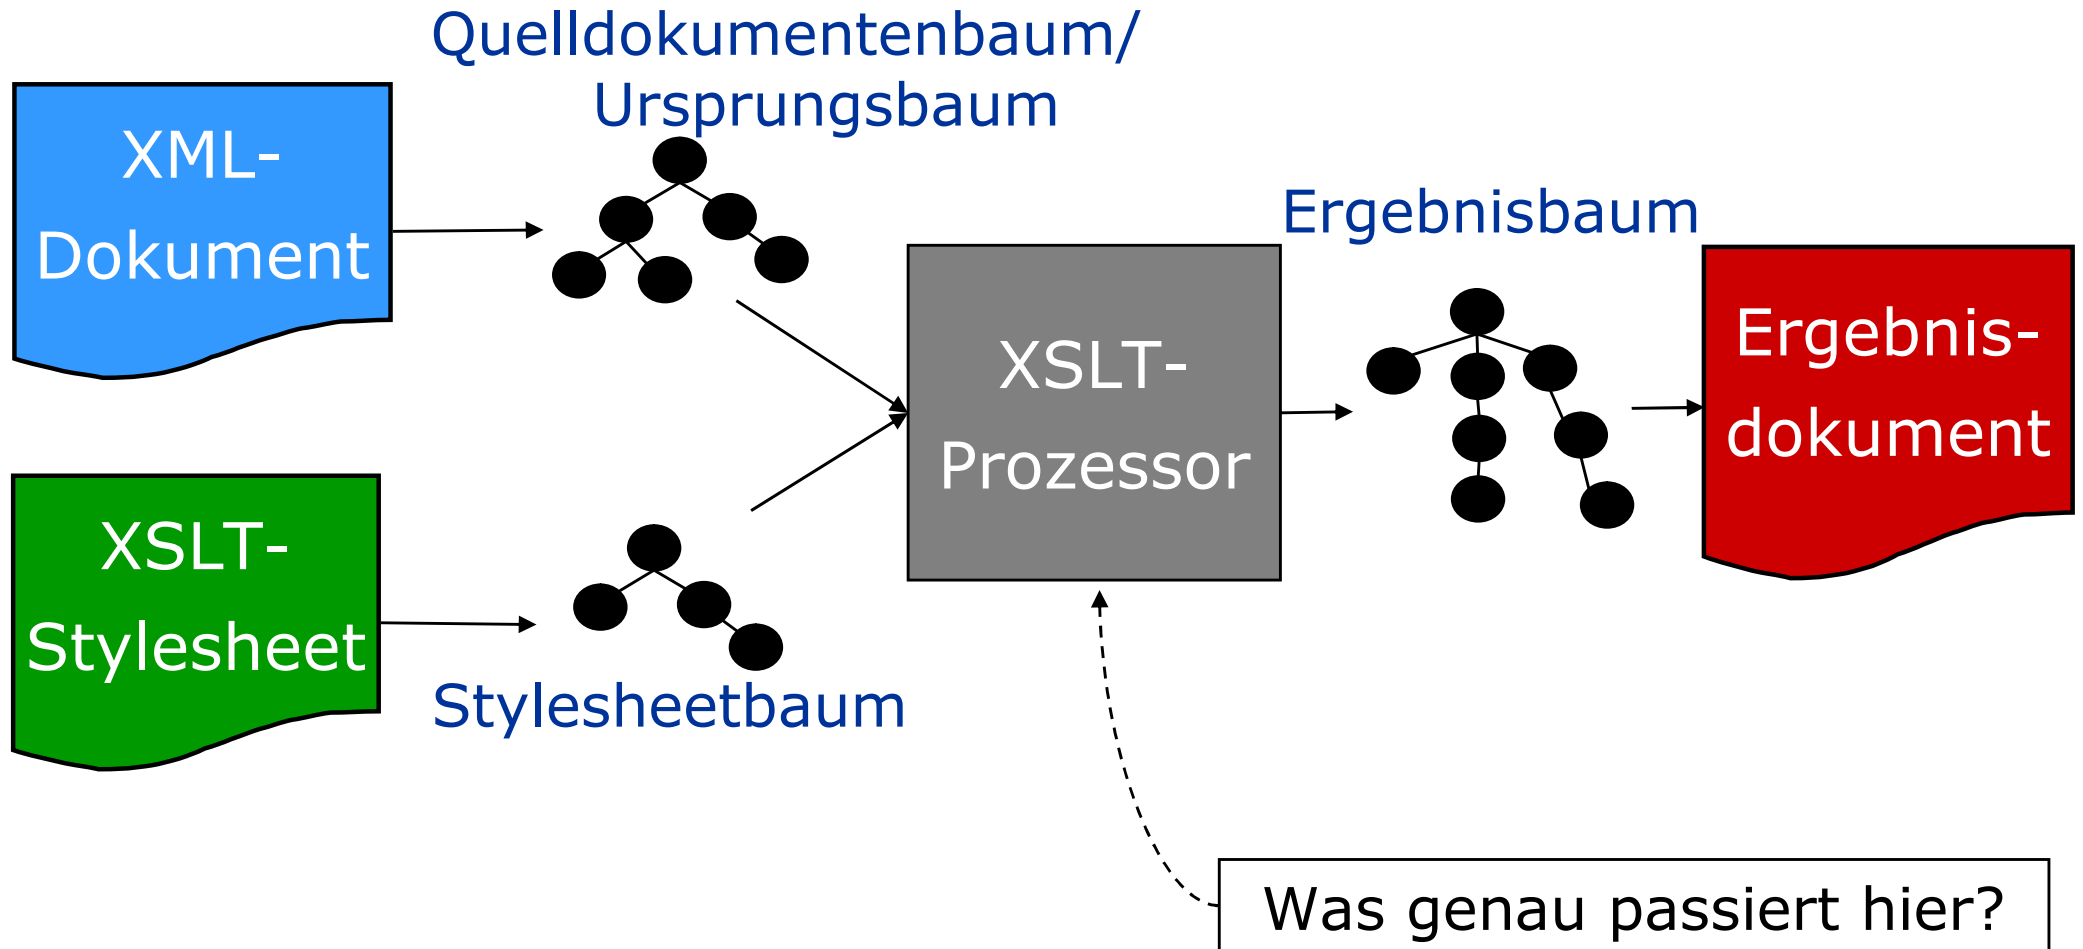 Quelldokumentenbaum/
Ursprungsbaum
XML-
Dokument
Ergebnisbaum
XSLT-
Prozessor
Ergebnis-
dokument
XSLT-
Stylesheet
Stylesheetbaum
Was genau passiert hier?